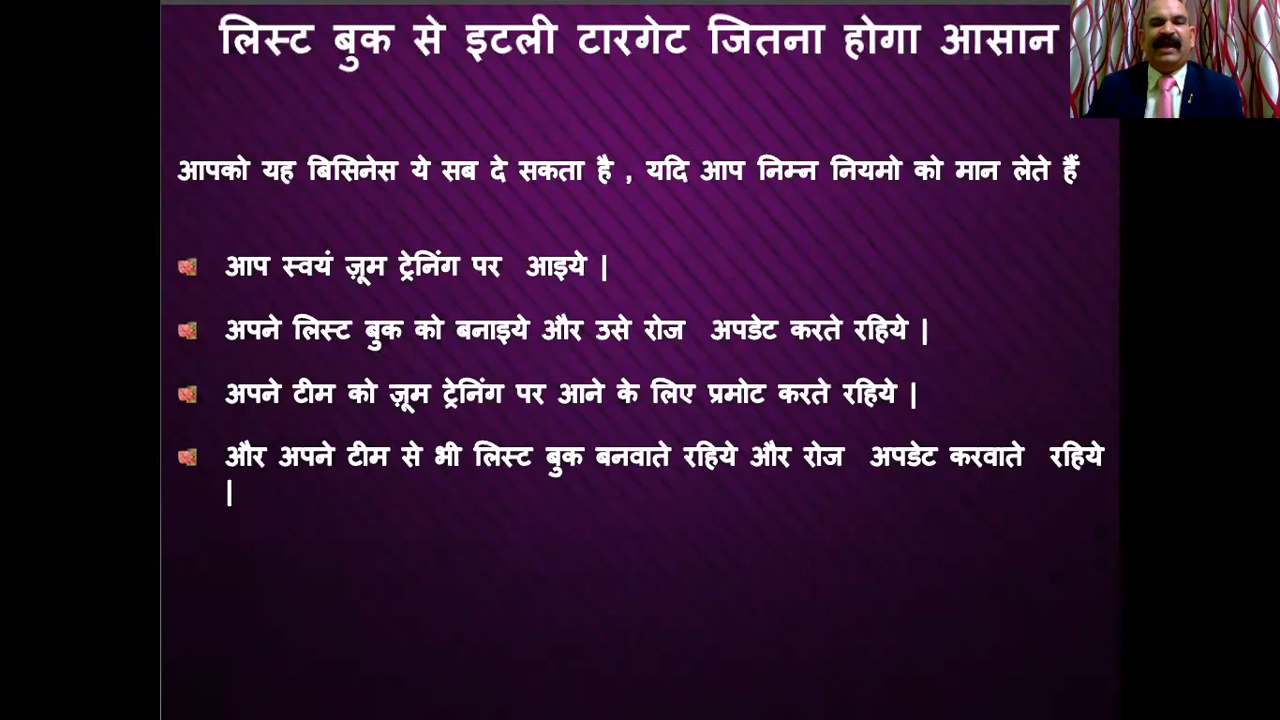 लिस्ट बुक से इटली टारगेट जितना होगा आसान
आपको यह बिसिनेस ये सब दे सकता है , यदि आप निम्न नियमो को मान लेते हैं
आप स्वयं ज़ूम ट्रेनिंग पर आइये |
अपने लिस्ट बुक को बनाइये और उसे रोज अपडेट करते रहिये |
अपने टीम को ज़ूम ट्रेनिंग पर आने के लिए प्रमोट करते रहिये |
और अपने टीम से भी लिस्ट बुक बनवाते रहिये और रोज अपडेट करवाते रहिये
|